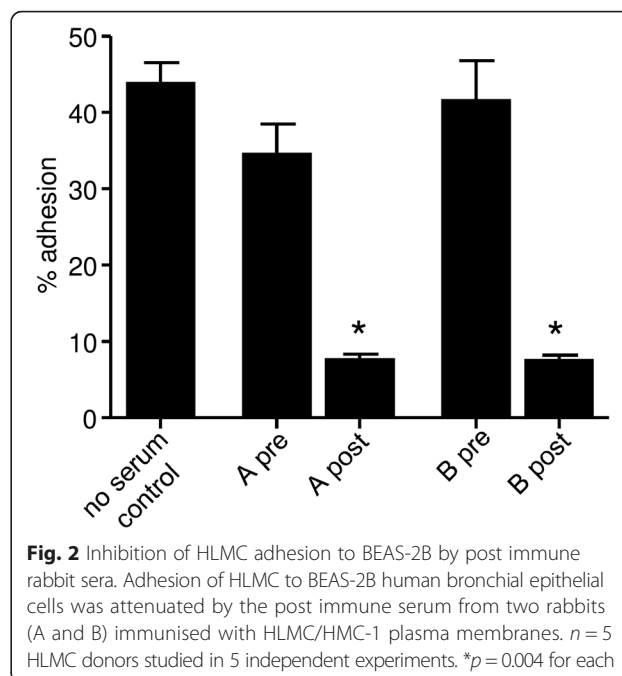 50
40
30
20
10
0
% adhesion
*
*
no serum
control
A pre
A post
B pre
B post
Fig. 2 Inhibition of HLMC adhesion to BEAS-2B by post immune
rabbit sera. Adhesion of HLMC to BEAS-2B human bronchial epithelial
cells was attenuated by the post immune serum from two rabbits
(A and B) immunised with HLMC/HMC-1 plasma membranes. n = 5
HLMC donors studied in 5 independent experiments. *p = 0.004 for each